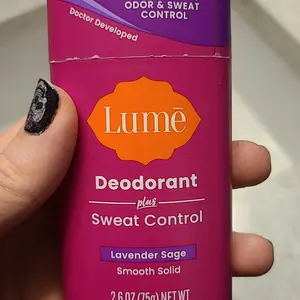 ODOR & SWEAT
CONTROL
Doctor Developed
Lumē
Deodorant
plus
Sweat Control
Lavender Sage
Smooth Solid
2.6 OZ (75g) NET WT